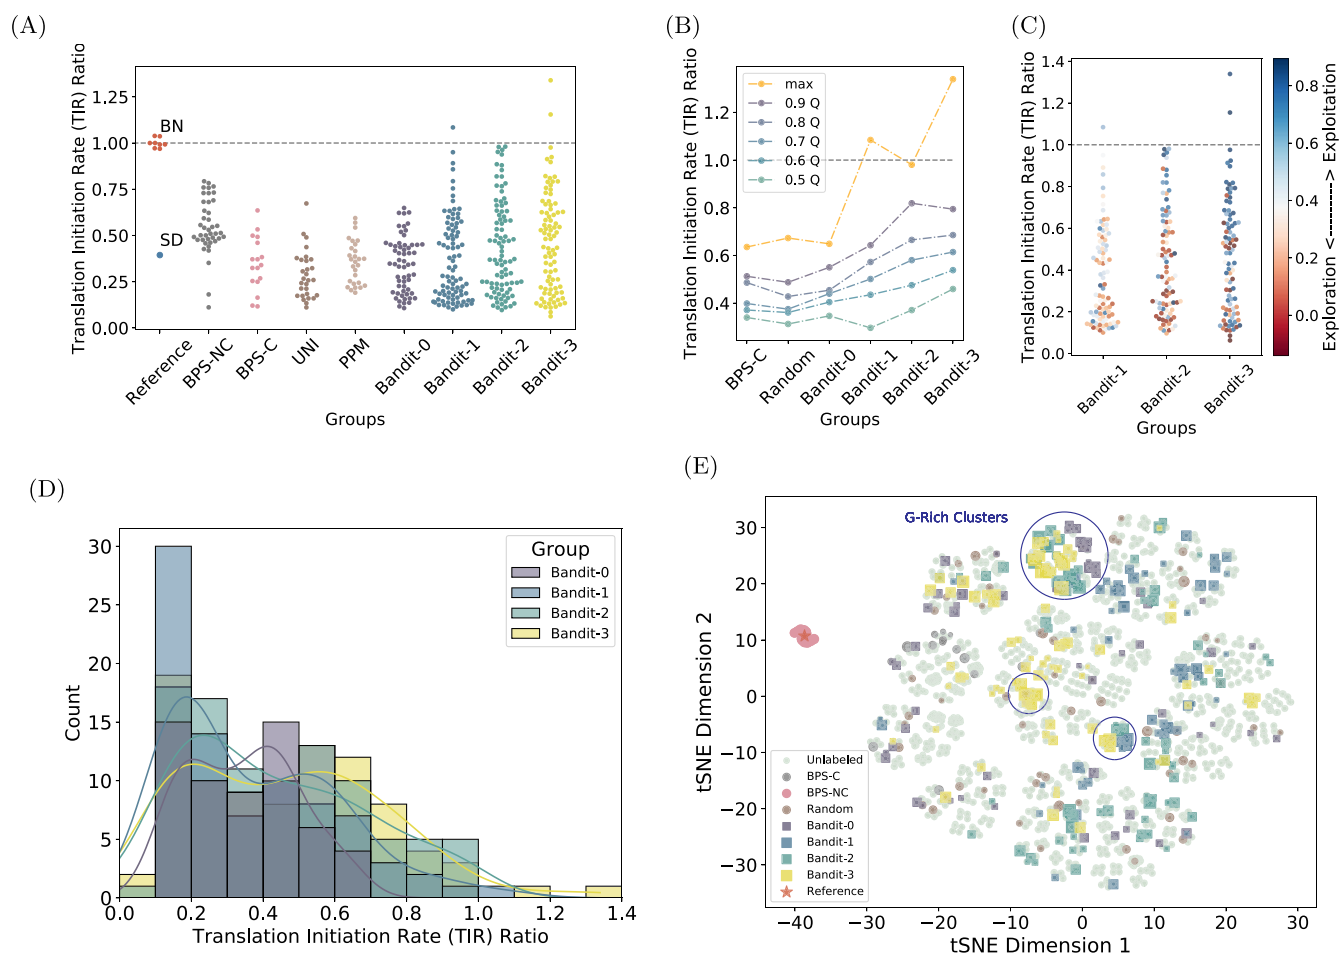 (A)
Translation Initiation Rate (TIR) Ratio
1.25
1.00
0.75
0.50
0.25
0.00
BN
SD
Reference
BPS-NC
BPS-C
UNI
PPM
Bandit-0
Bandit-1
Bandit-2
Bandit-3
Groups
(B)
Translation Initiation Rate (TIR) Ratio
1.2
1.0
0.8
0.6
0.4
max
0.9 Q
0.8 Q
0.7 Q
0.6 Q
0.5 Q
BPS-C
Random
Bandit-0
Bandit-1
Bandit-2
Bandit-3
Groups
(C)
Translation Initiation Rate (TIR) Ratio
1.4
1.2
1.0
0.8
0.6
0.4
0.2
0.0
Bandit-1
Bandit-2
Bandit-3
Groups
0.8
0.6
0.4
0.2
0.0
Exploration <--------> Exploitation
(D)
Count
30
25
20
15
10
5
0
Group
Bandit-0
Bandit-1
Bandit-2
Bandit-3
0.0 0.2 0.4 0.6 0.8 1.0 1.2 1.4
Translation Initiation Rate (TIR) Ratio
(E)
tSNE Dimension 2
30
20
10
0
−10
−20
−30
G-Rich Clusters
Unlabeled
BPS-C
BPS-NC
Random
Bandit-0
Bandit-1
Bandit-2
Bandit-3
Reference
−40 −30 −20 −10 0 10 20 30
tSNE Dimension 1